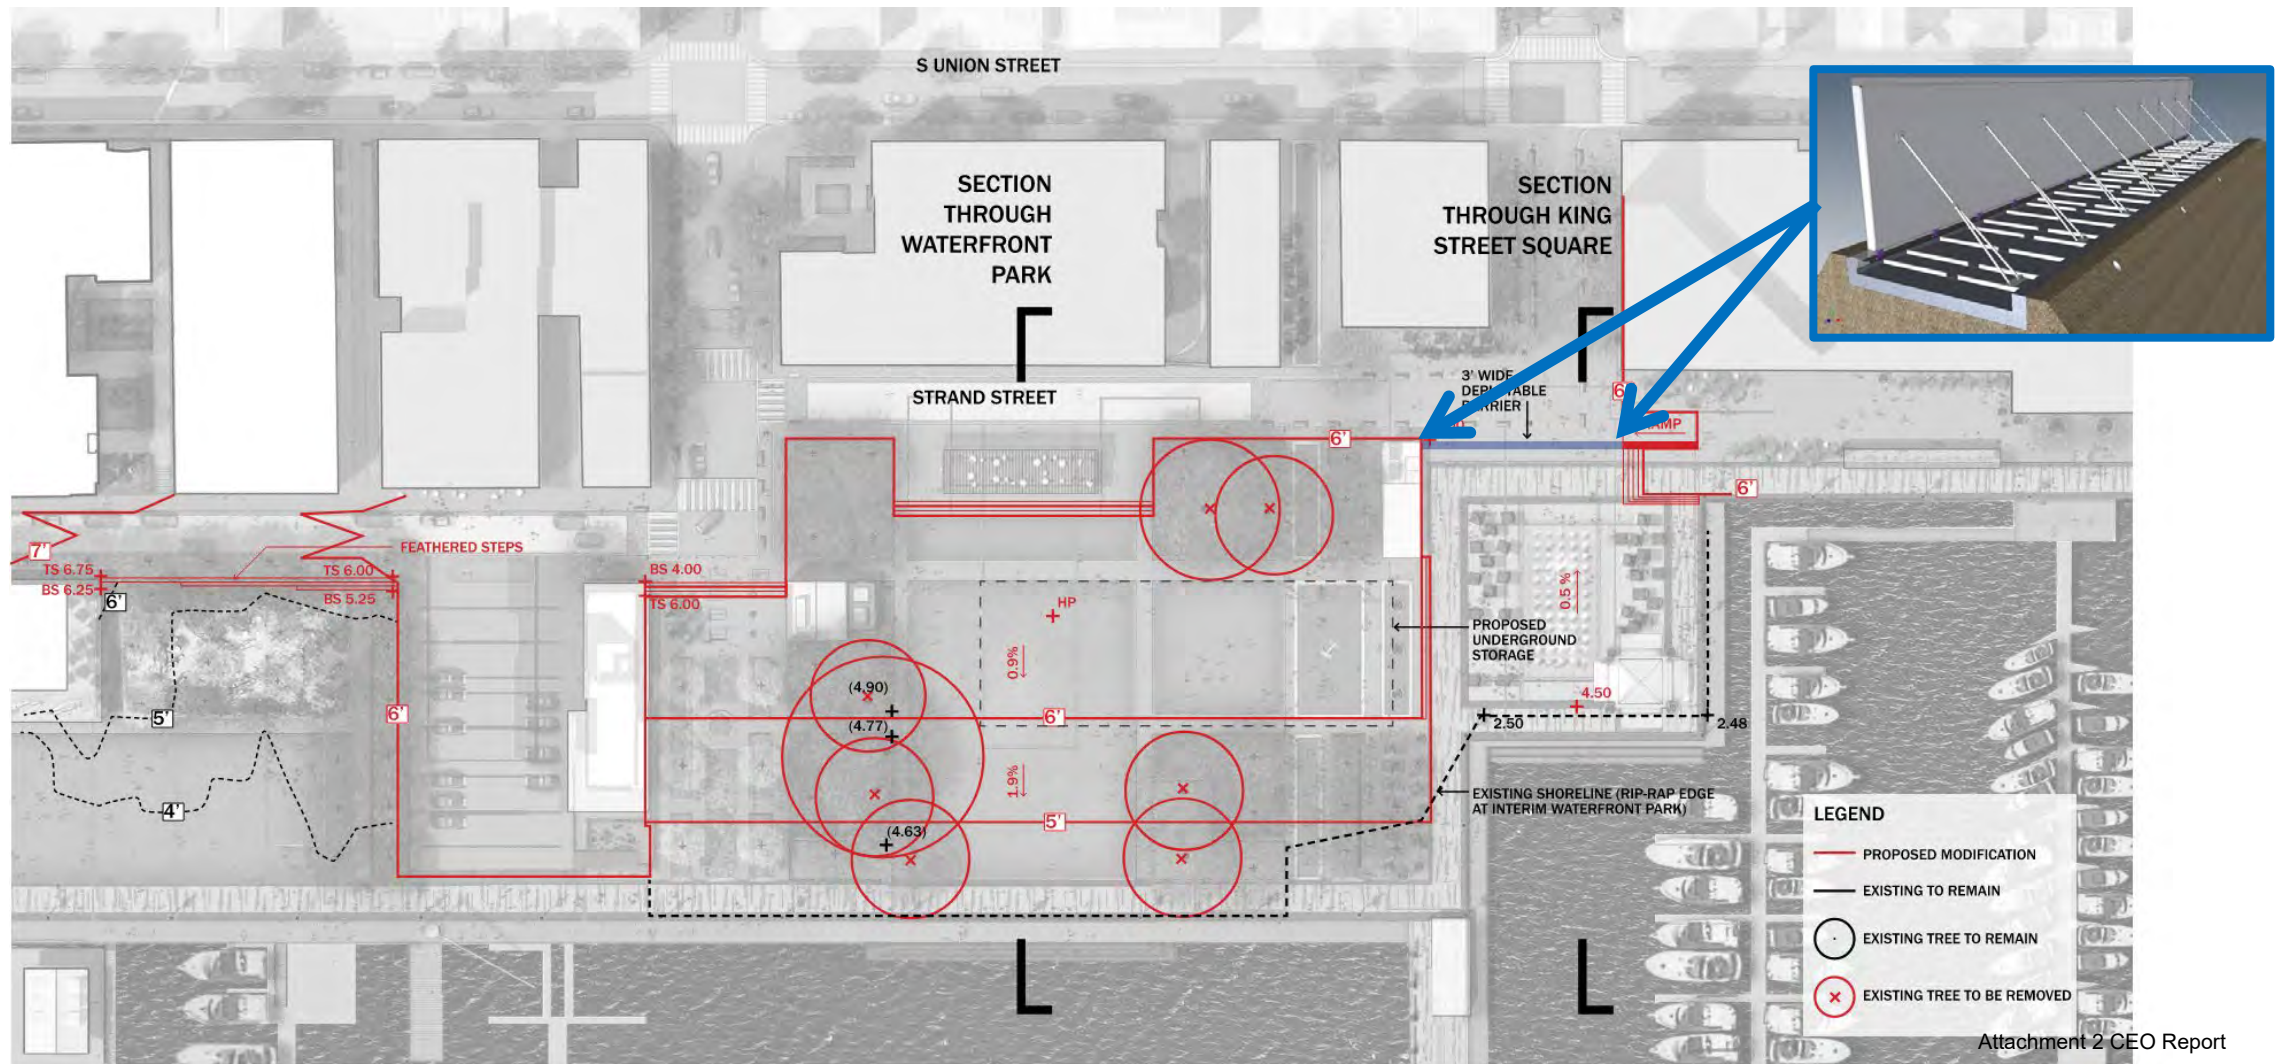 S UNION STREET
SECTION
THROUGH
WATERFRONT
PARK
SECTION
THROUGH KING
STREET SQUARE
STRAND STREET
3' WIDE
BARRIER
6'
6'
6'
7'
FEATHERED STEPS
TS 6.75
BS 6.25
TS 6.00
BS 5.25
6'
BS 4.00
TS 6.00
HP
0.9%
0.5 %
PROPOSED
UNDERGROUND
STORAGE
(4.90)
(4.77)
6'
5'
6'
4.50
2.50
2.48
4'
1.9%
(4.63)
5'
EXISTING SHORELINE (RIP-RAP EDGE
AT INTERIM WATERFRONT PARK)
LEGEND
PROPOSED MODIFICATION
EXISTING TO REMAIN
EXISTING TREE TO REMAIN
EXISTING TREE TO BE REMOVED
Attachment 2 CEO Report